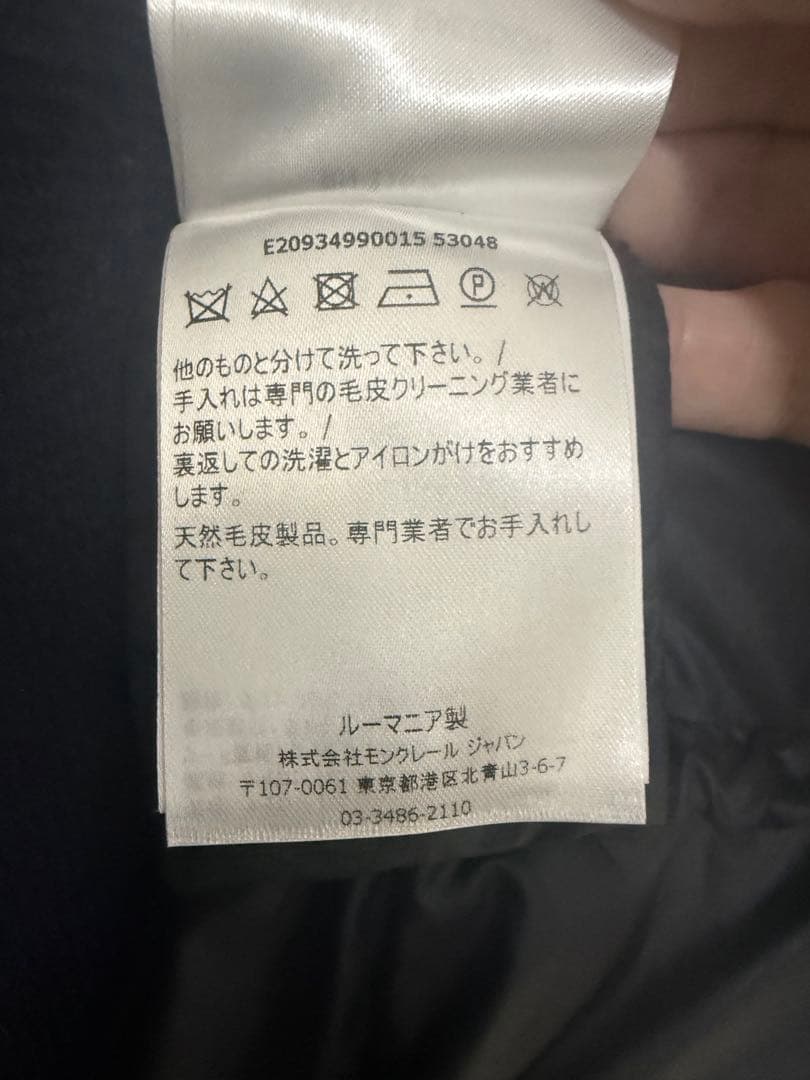 E20934990015 53048
P
W
他のものと分けて洗って下さい。/
手入れは専門の毛皮クリーニング業者に
お願いします。/
裏返しての洗濯とアイロンがけをおすすめ
します。
天然毛皮製品。専門業者でお手入れし
て下さい。
ルーマニア製
株式会社モンクレール ジャパン
〒107-0061 東京都港区北青山3-6-7
03-3486-2110